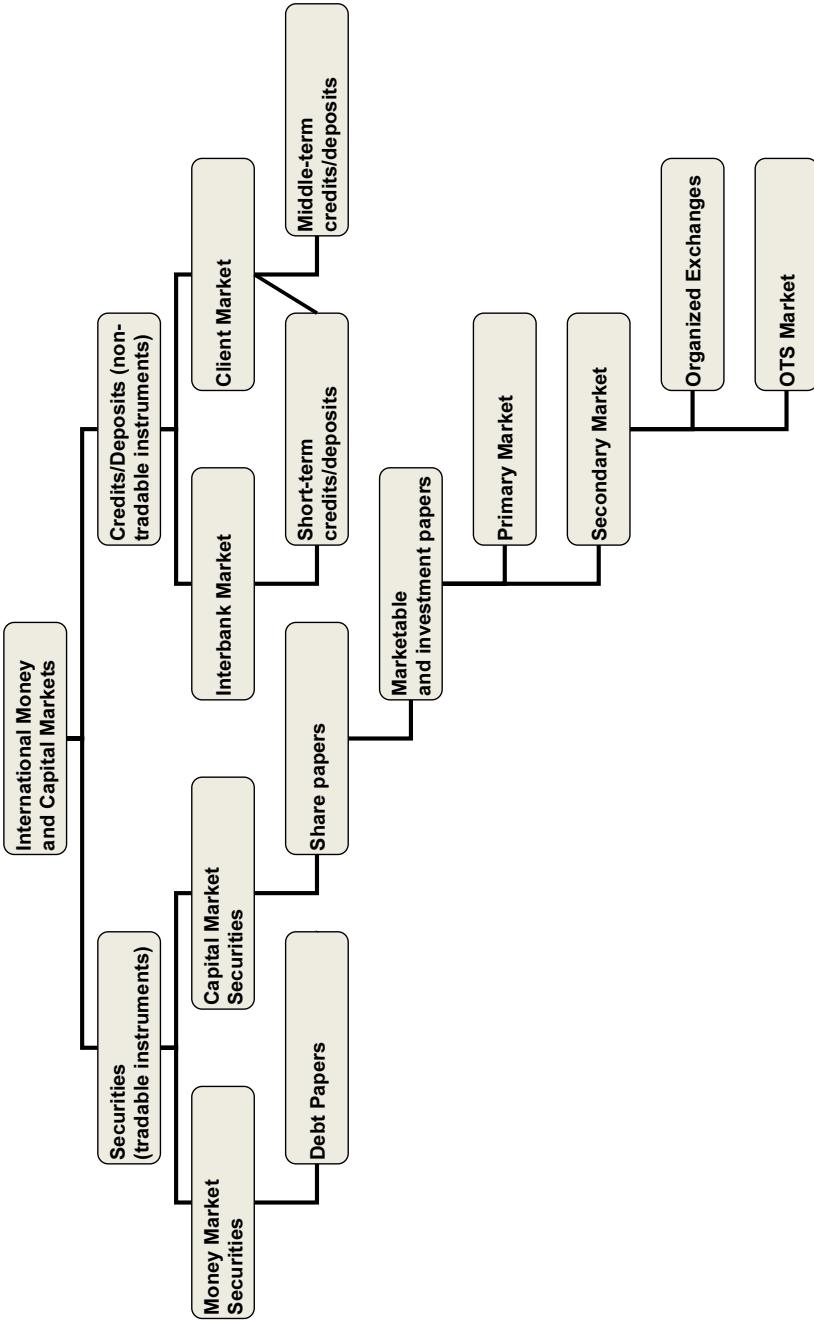 International Money
and Capital Markets
Securities
(tradable instruments)
Credits/Deposits (non-
tradable instruments)
Money Market
Securities
Capital Market
Securities
Interbank Market
Client Market
Debt Papers
Share papers
Short-term
credits/deposits
Middle-term
credits/deposits
Marketable
and investment papers
Primary Market
Secondary Market
Organized Exchanges
OTS Market